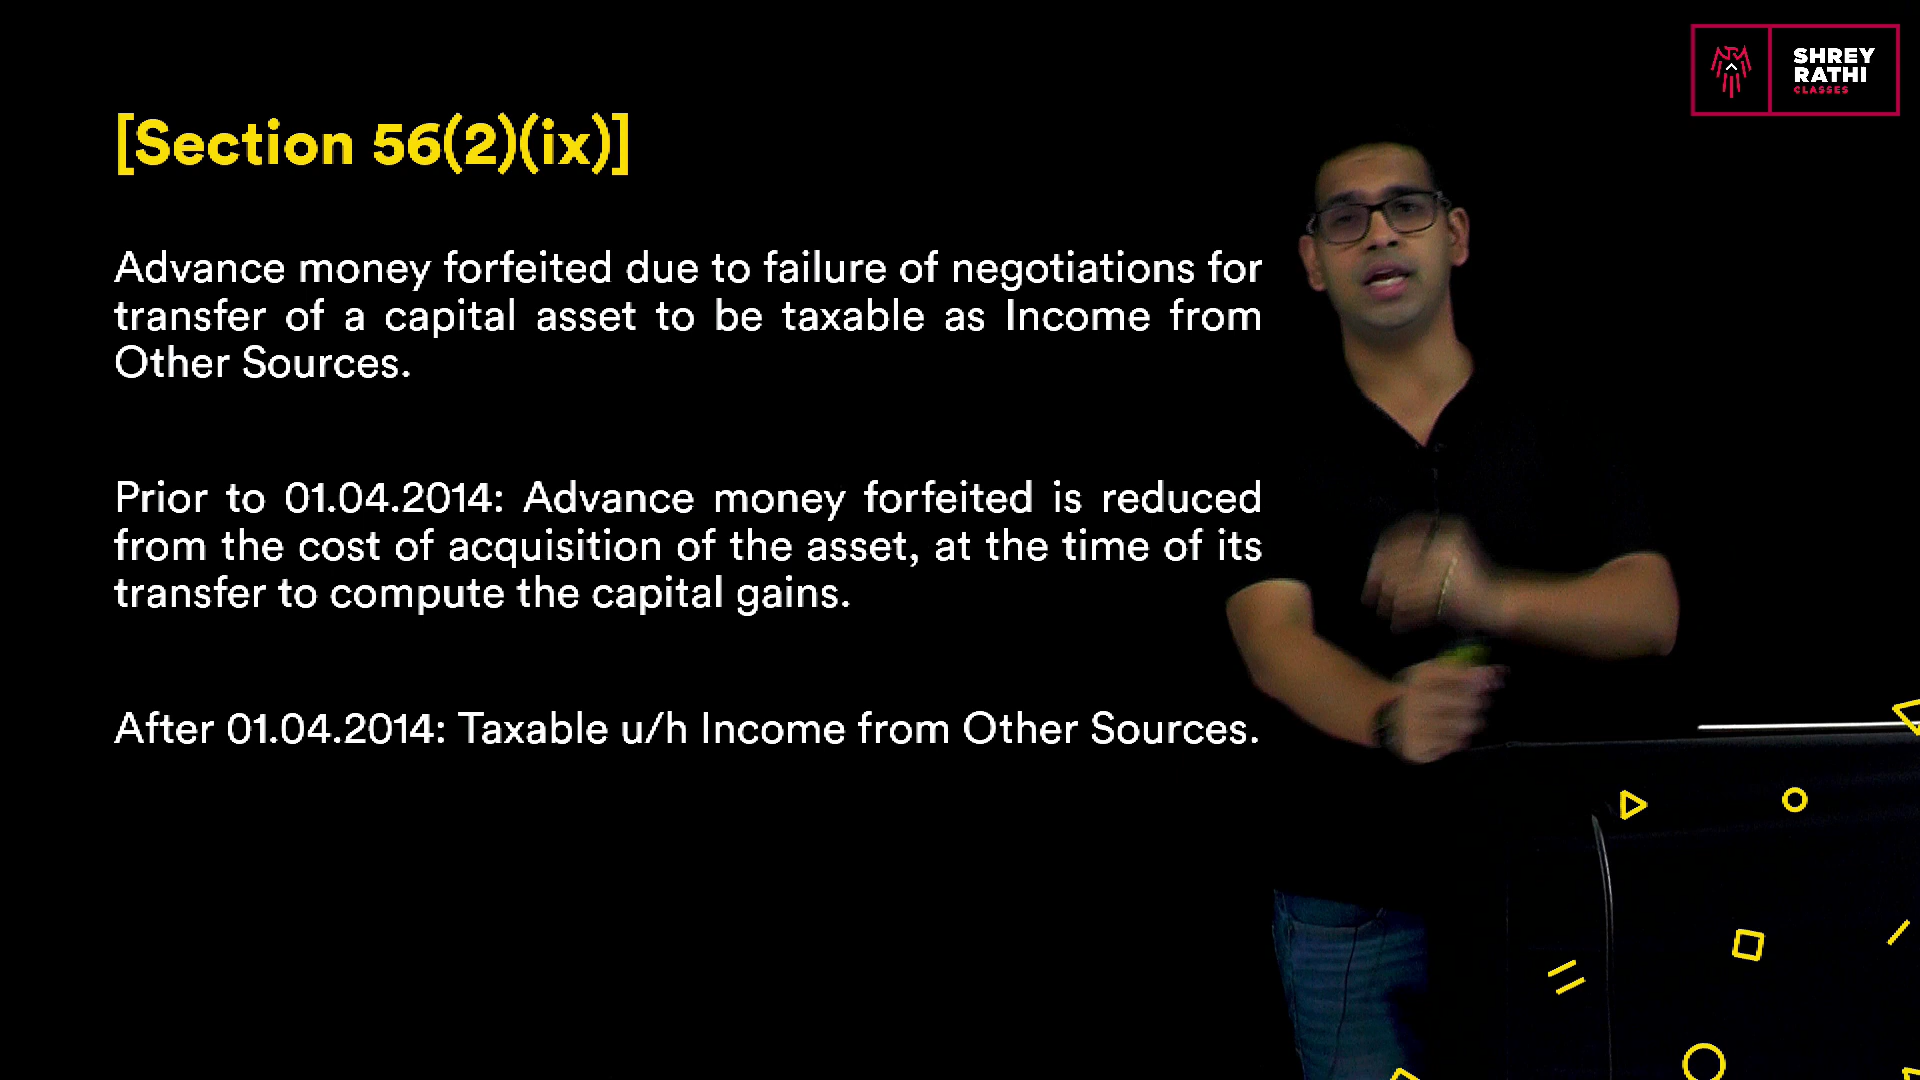 SHREY
RATHI
CLASSES
[Section 56(2)(ix)]
Advance money forfeited due to failure of negotiations for
transfer of a capital asset to be taxable as Income from
Other Sources.
Prior to 01.04.2014: Advance money forfeited is reduced
from the cost of acquisition of the asset, at the time of its
transfer to compute the capital gains.
After 01.04.2014: Taxable u/h Income from Other Sources.